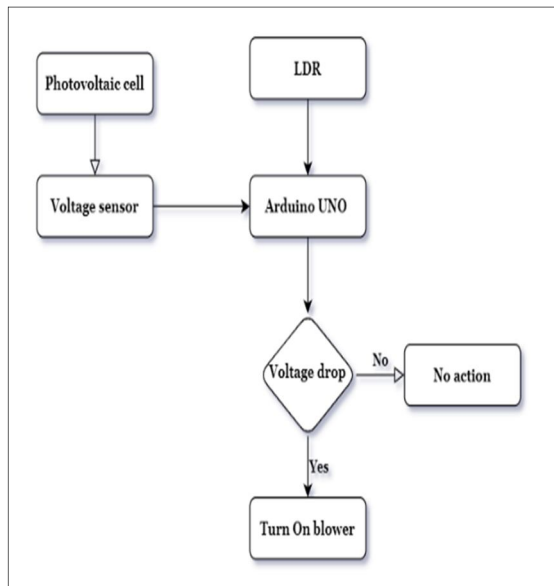 LDR
Photovoltaic cell
Voltage sensor
Arduino UNO
Voltage drop
No
No action
Yes
Turn On blower